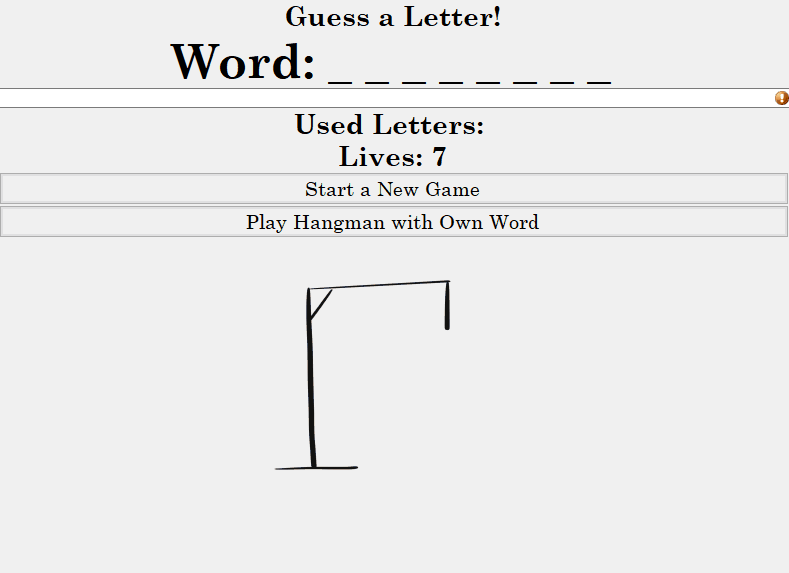 Guess a Letter!
Word: _ _ _ _ _ _ _ _
Used Letters:
Lives: 7
Start a New Game
Play Hangman with Own Word